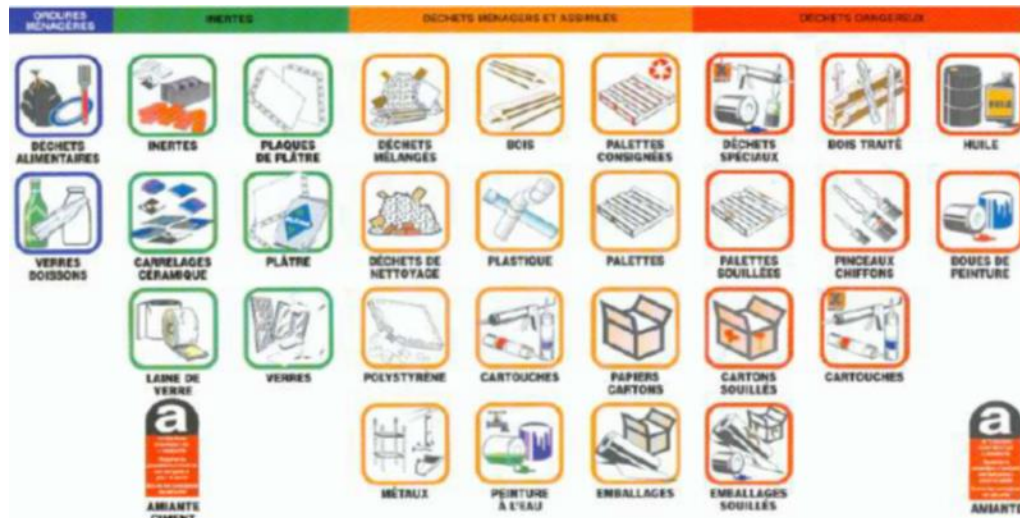 ORDURES
MÉNAGÈRES
INERTES
DÉCHETS MÉNAGERS ET ASSIMILÉS
DÉCHETS DANGEREUX
DÉCHETS
ALIMENTAIRES
INERTES
PLAQUES
DE PLÂTRE
DÉCHETS
MÉLANGÉS
BOIS
PALETTES
CONSIGNÉES
DÉCHETS
SPÉCIAUX
BOIS TRAITÉ
HUILE
VERRES
BOISSONS
CARRELAGES
CÉRAMIQUE
PLÂTRE
DÉCHETS DE
NETTOYAGE
PLASTIQUE
PALETTES
PALETTES
SOUILLÉES
PINCEAUX
CHIFFONS
BOUES DE
PEINTURE
LAINE DE
VERRE
VERRES
POLYSTYRÈNE
CARTOUCHES
PAPIERS
CARTONS
CARTONS
SOUILLÉS
CARTOUCHES
a
AMIANTE
CIMENT
MÉTAUX
PEINTURE
À L'EAU
EMBALLAGES
EMBALLAGES
SOUILLÉS
a
AMIANTE